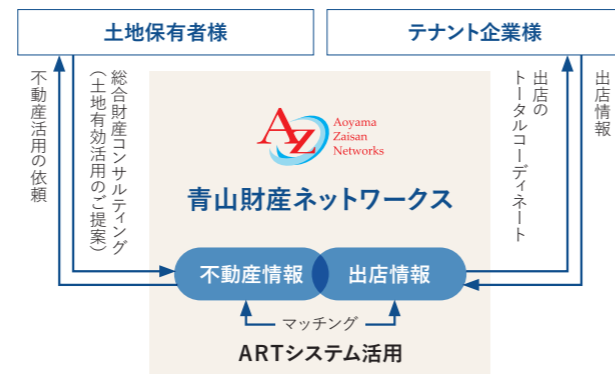 土地保有者様
テナント企業様
不動産活用の依頼
総合財産コンサルティング
（土地有効活用のご提案）
AZ
Aoyama
Zaisan
Networks
出店の
トータルコーディネート
出店情報
青山財産ネットワークス
不動産情報
出店情報
マッチング
ARTシステム活用